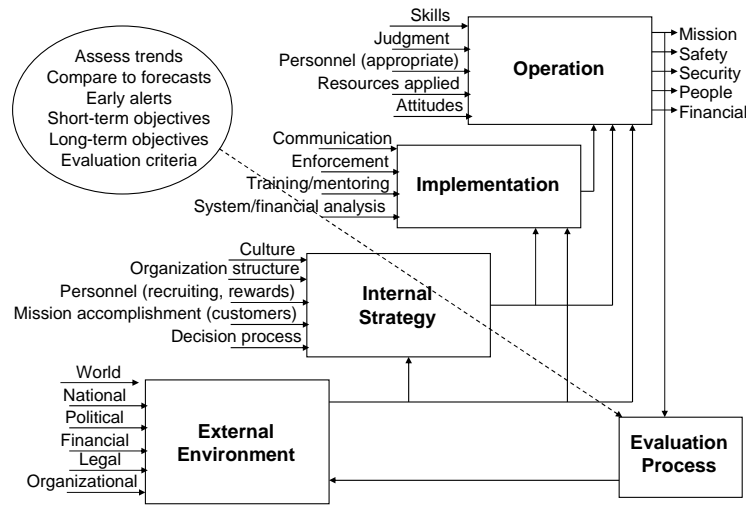 Skills
Judgment
Personnel (appropriate)
Resources applied
Attitudes
Operation
Mission
Safety
Security
People
Financial
Assess trends
Compare to forecasts
Early alerts
Short-term objectives
Long-term objectives
Evaluation criteria
Communication
Enforcement
Training/mentoring
System/financial analysis
Implementation
Culture
Organization structure
Personnel (recruiting, rewards)
Mission accomplishment (customers)
Decision process
Internal
Strategy
World
National
Political
Financial
Legal
Organizational
External
Environment
Evaluation
Process